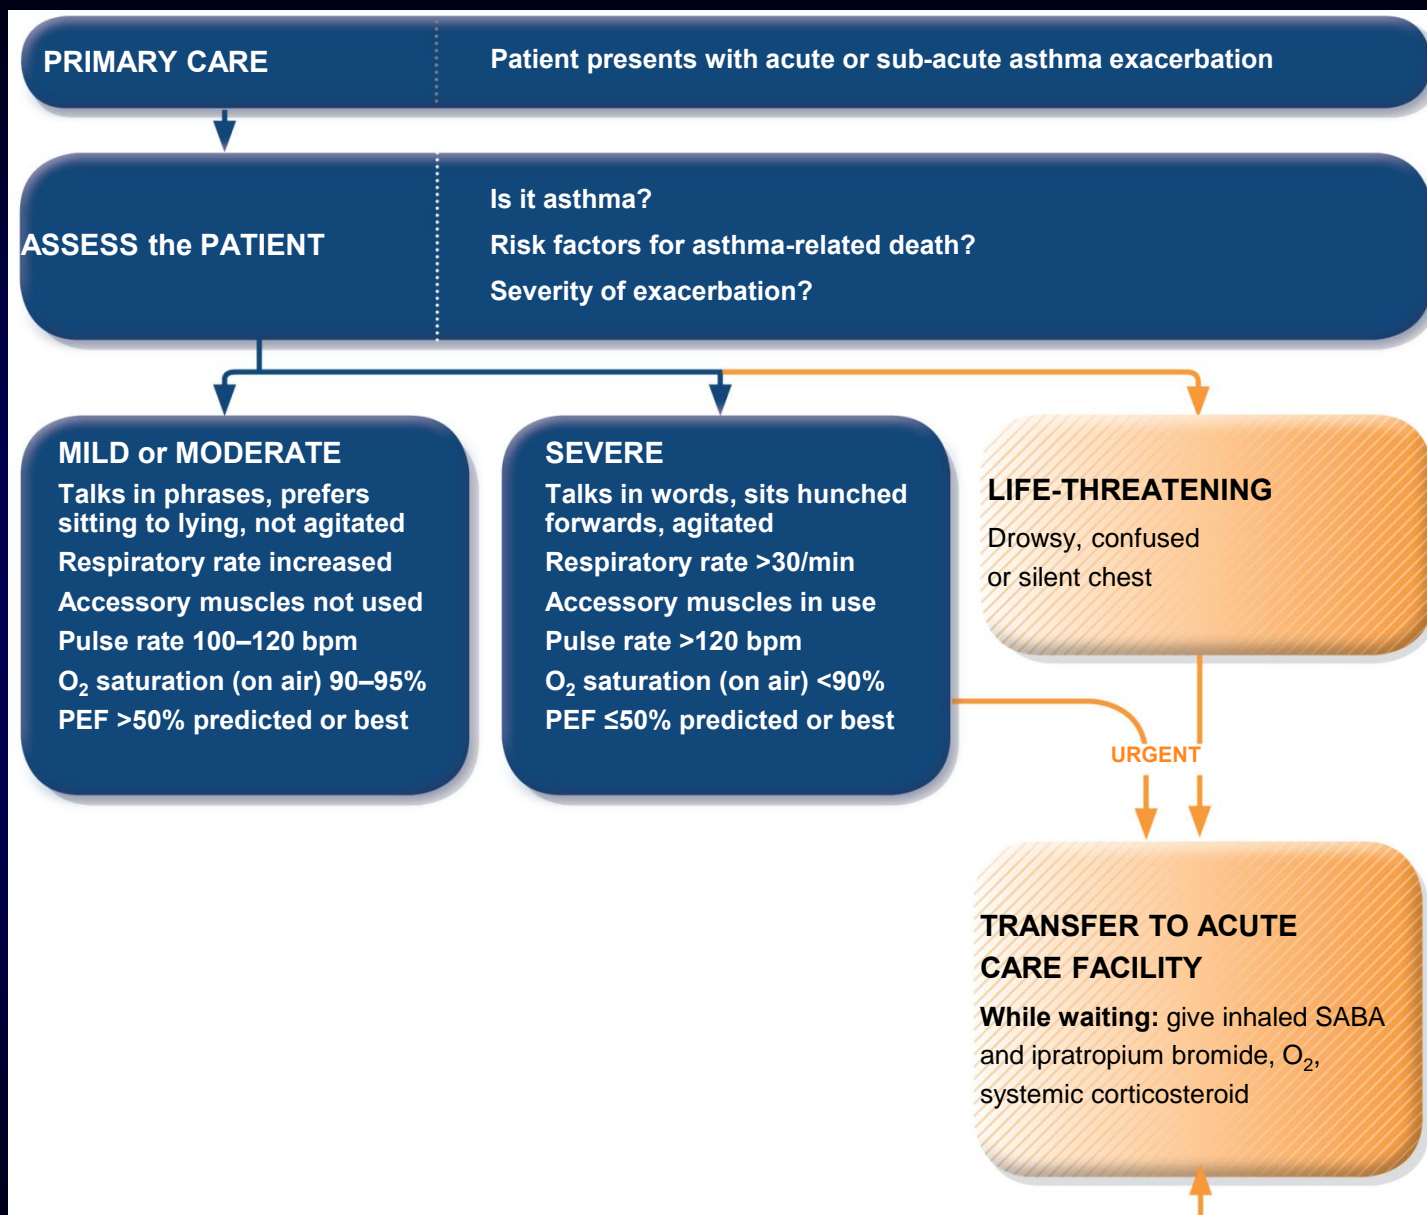 PRIMARY CARE
Patient presents with acute or sub-acute asthma exacerbation
ASSESS the PATIENT
Is it asthma?
Risk factors for asthma-related death?
Severity of exacerbation?
MILD or MODERATE
Talks in phrases, prefers
sitting to lying, not agitated
Respiratory rate increased
Accessory muscles not used
Pulse rate 100–120 bpm
O₂ saturation (on air) 90–95%
PEF >50% predicted or best
SEVERE
Talks in words, sits hunched
forwards, agitated
Respiratory rate >30/min
Accessory muscles in use
Pulse rate >120 bpm
O₂ saturation (on air) <90%
PEF ≤50% predicted or best
LIFE-THREATENING
Drowsy, confused
or silent chest
URGENT
TRANSFER TO ACUTE
CARE FACILITY
While waiting: give inhaled SABA
and ipratropium bromide, O₂,
systemic corticosteroid